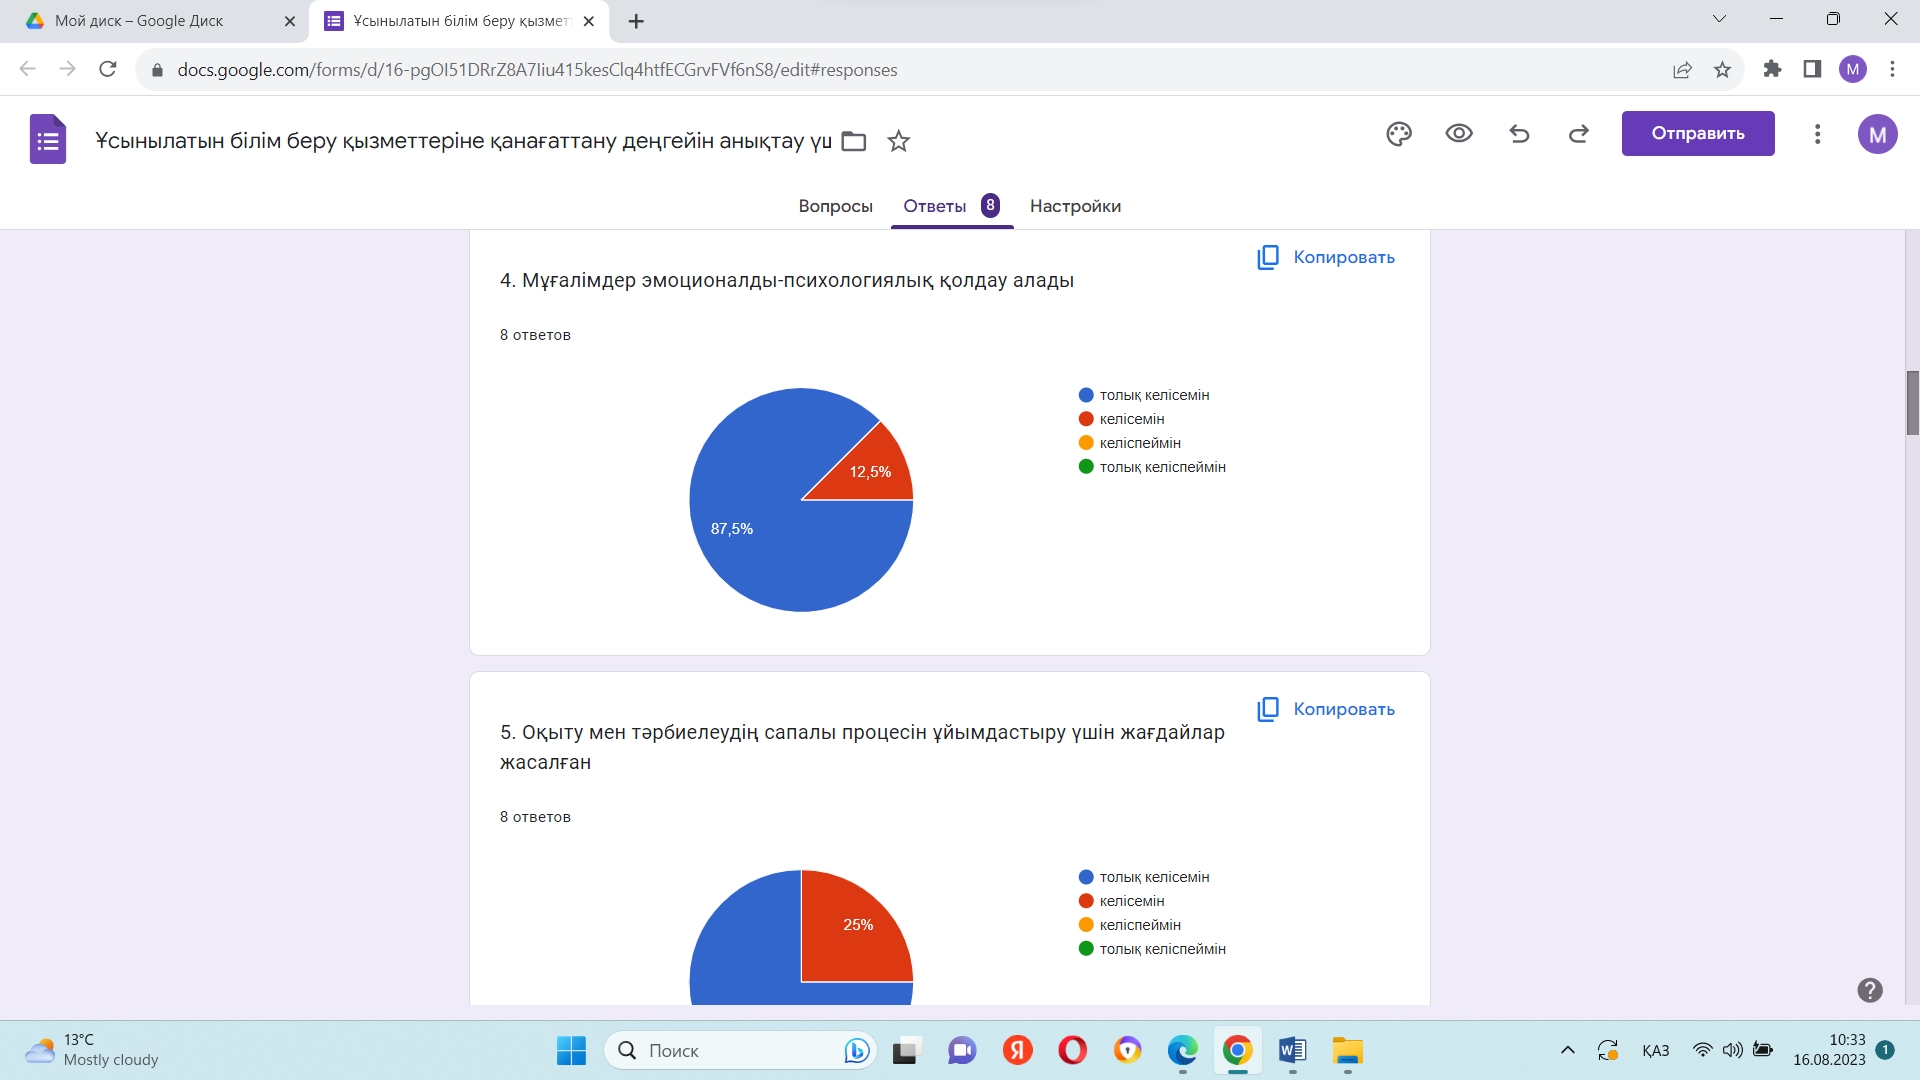 Мой диск – Google Диск
Ұсынылатын білім беру қызметт
docs.google.com/forms/d/16-pgOI51DRrZ8A7Iiu415kesClq4htfECGrvFVf6nS8/edit#responses
M
Ұсынылатын білім беру қызметтеріне қанағаттану деңгейін анықтау үш
Отправить
M
Вопросы
Ответы 8
Настройки
Копировать
4. Мұғалімдер эмоционалды-психологиялық қолдау алады
8 ответов
толық келісемін
келісемін
келіспеймін
толық келіспеймін
12,5%
87,5%
Копировать
5. Оқыту мен тәрбиелеудің сапалы процесін ұйымдастыру үшін жағдайлар
жасалған
8 ответов
толық келісемін
келісемін
келіспеймін
толық келіспеймін
25%
13°C
Mostly cloudy
Поиск
Я
W
ҚАЗ
10:33
16.08.2023
1